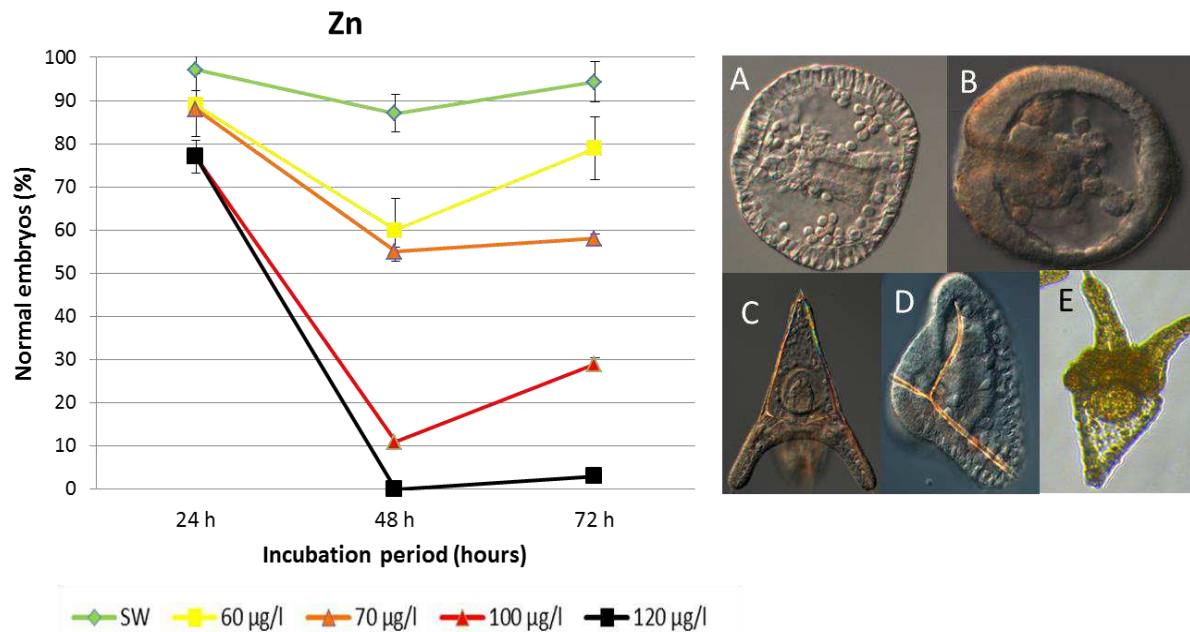 Zn
Normal embryos (%)
100
90
80
70
60
50
40
30
20
10
0
24 h
48 h
72 h
Incubation period (hours)
SW
60 µg/l
70 µg/l
100 µg/l
120 µg/l
A
B
C
D
E